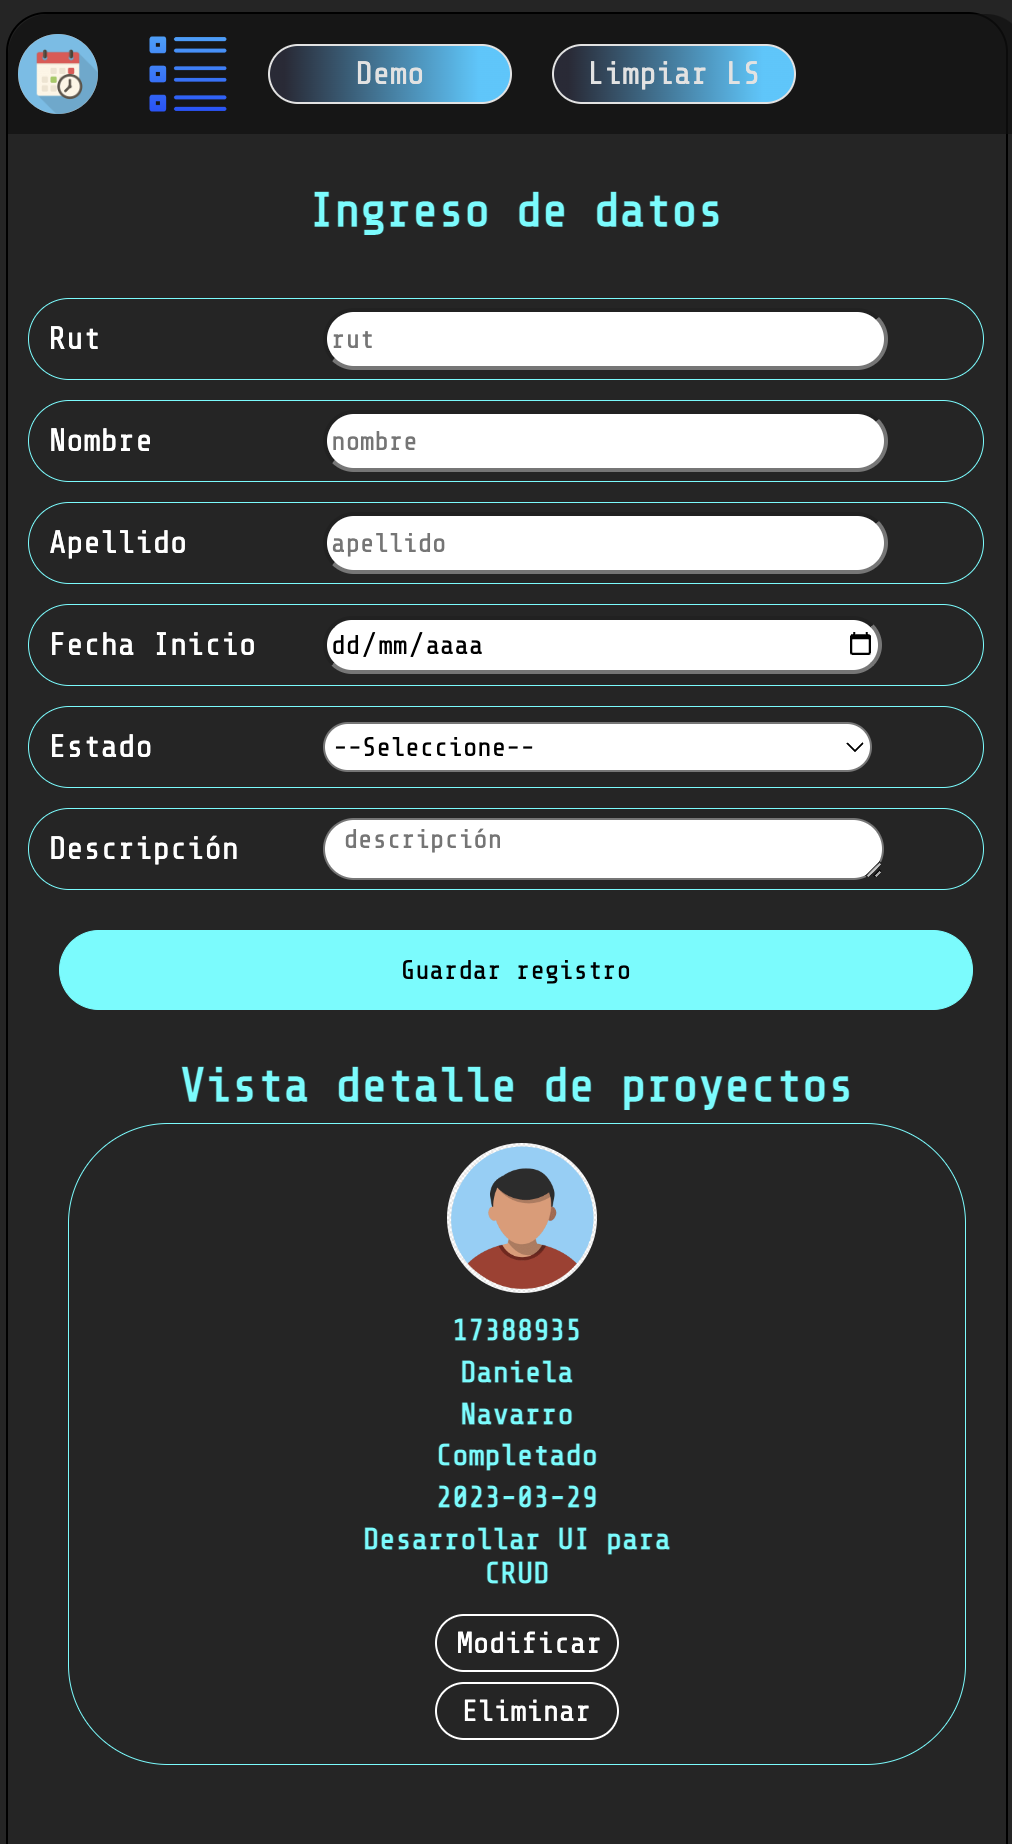 Demo
Limpiar LS
Ingreso de datos
Rut
rut
Nombre
nombre
Apellido
apellido
Fecha Inicio
dd/mm/aaaa
Estado
--Seleccione--
Descripción
descripción
Guardar registro
Vista detalle de proyectos
17388935
Daniela
Navarro
Completado
2023-03-29
Desarrollar UI para
CRUD
Modificar
Eliminar